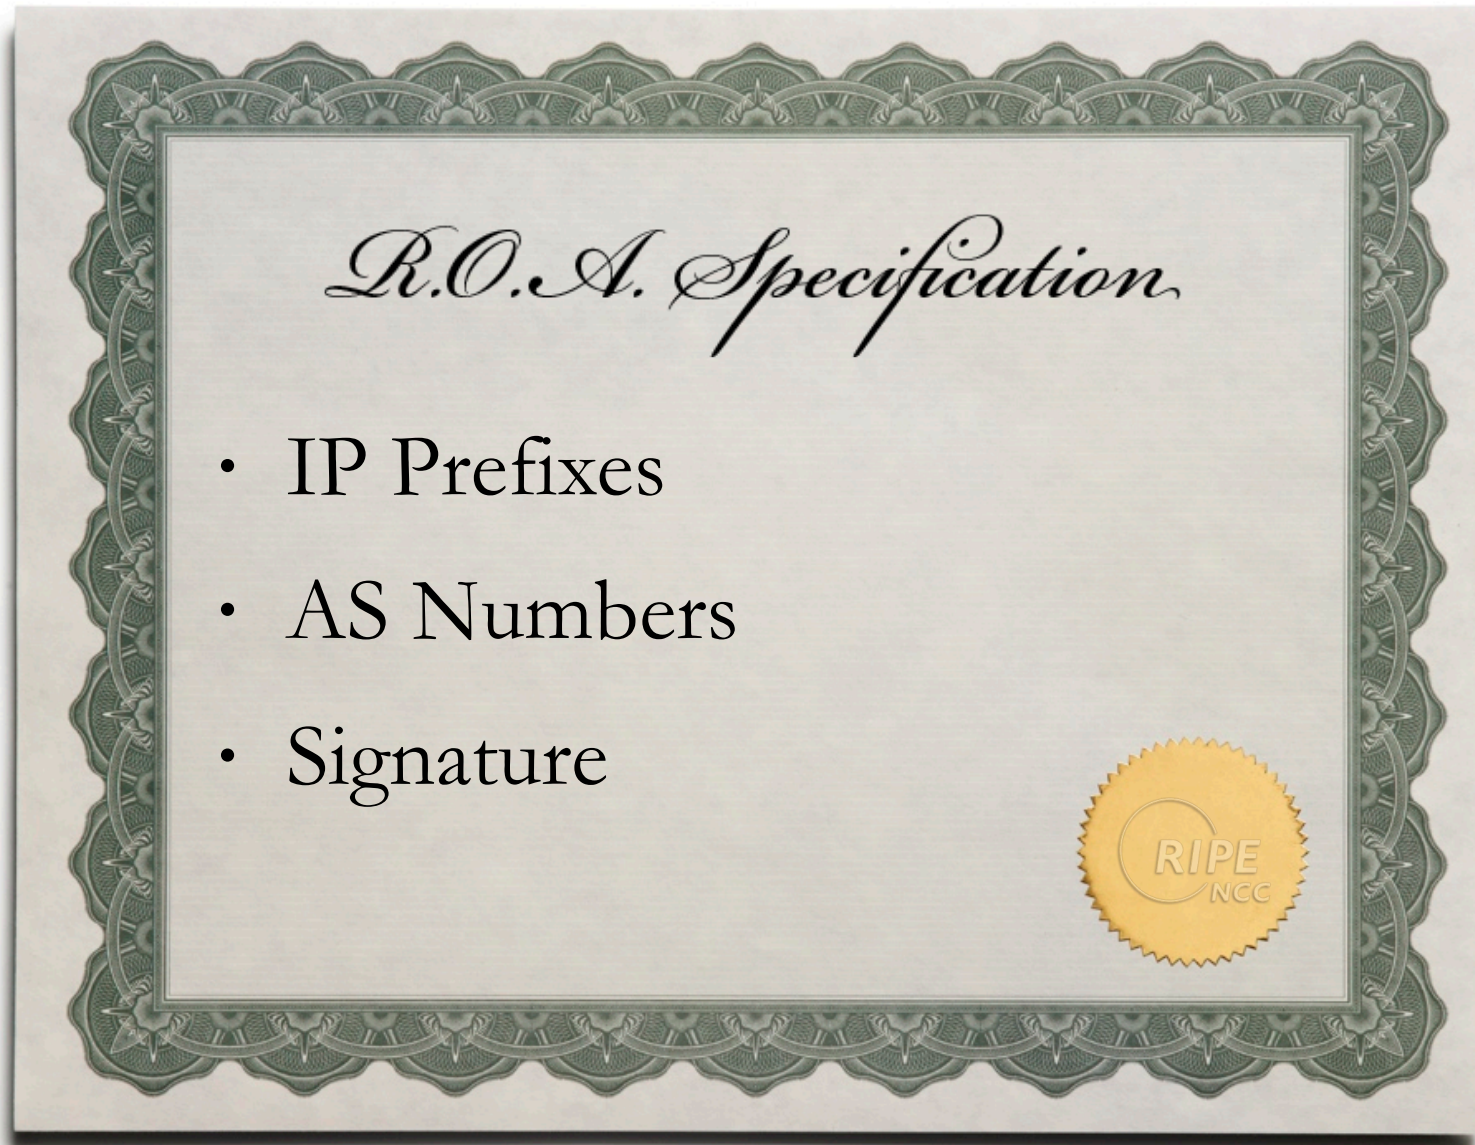 R.O.A. Specification
• IP Prefixes
• AS Numbers
• Signature
RIPE
NCC